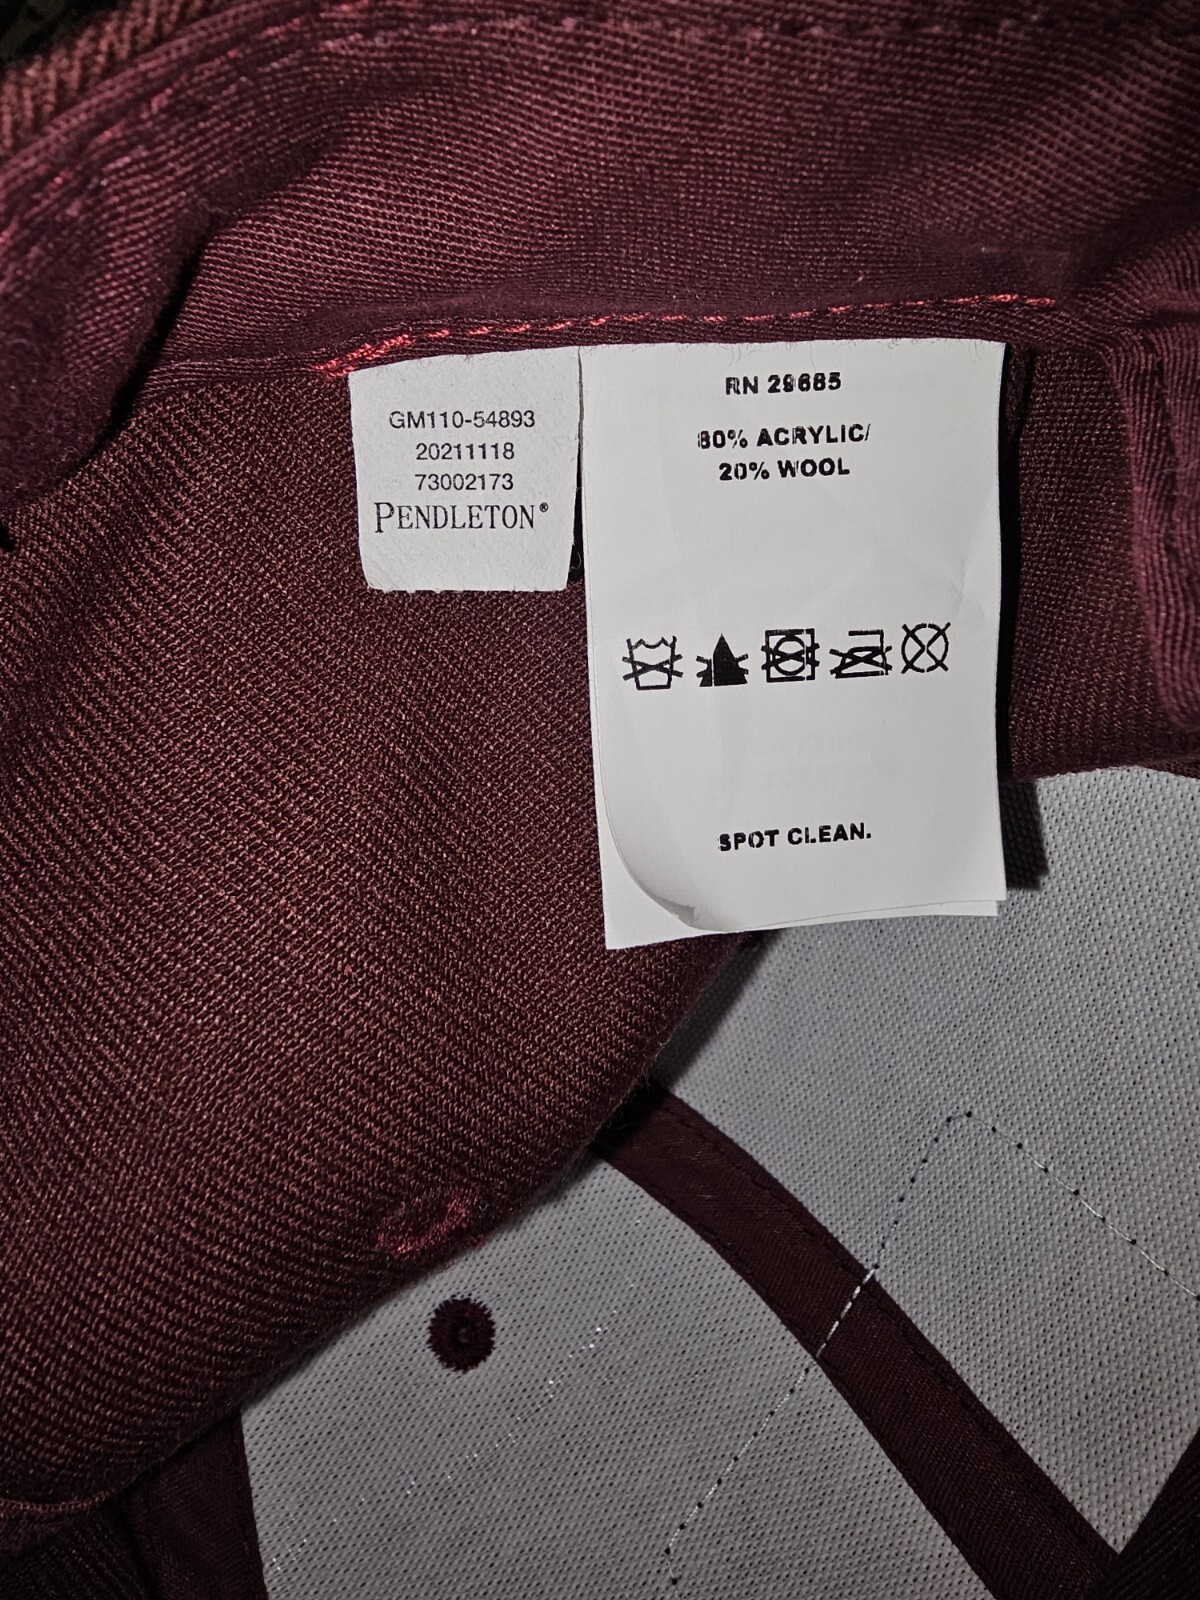 GM110-54893
20211118
73002173
PENDLETON®
RN 29685
80% ACRYLIC/
20% WOOL
SPOT CLEAN.